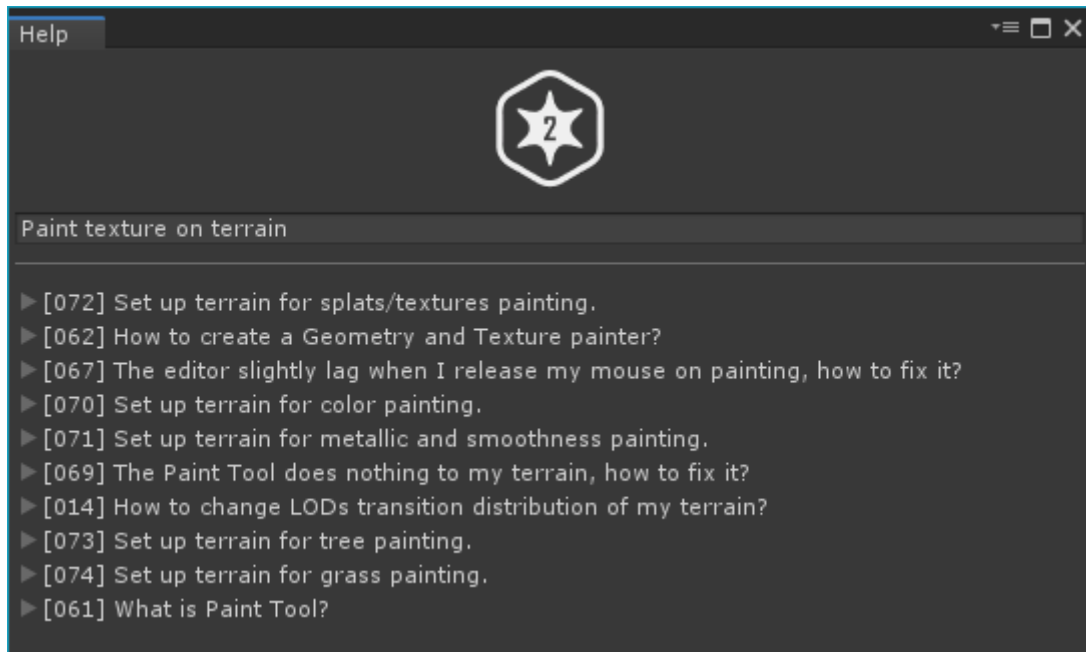 Help
2
Paint texture on terrain
[072] Set up terrain for splats/textures painting.
[062] How to create a Geometry and Texture painter?
[067] The editor slightly lag when I release my mouse on painting, how to fix it?
[070] Set up terrain for color painting.
[071] Set up terrain for metallic and smoothness painting.
[069] The Paint Tool does nothing to my terrain, how to fix it?
[014] How to change LODs transition distribution of my terrain?
[073] Set up terrain for tree painting.
[074] Set up terrain for grass painting.
[061] What is Paint Tool?